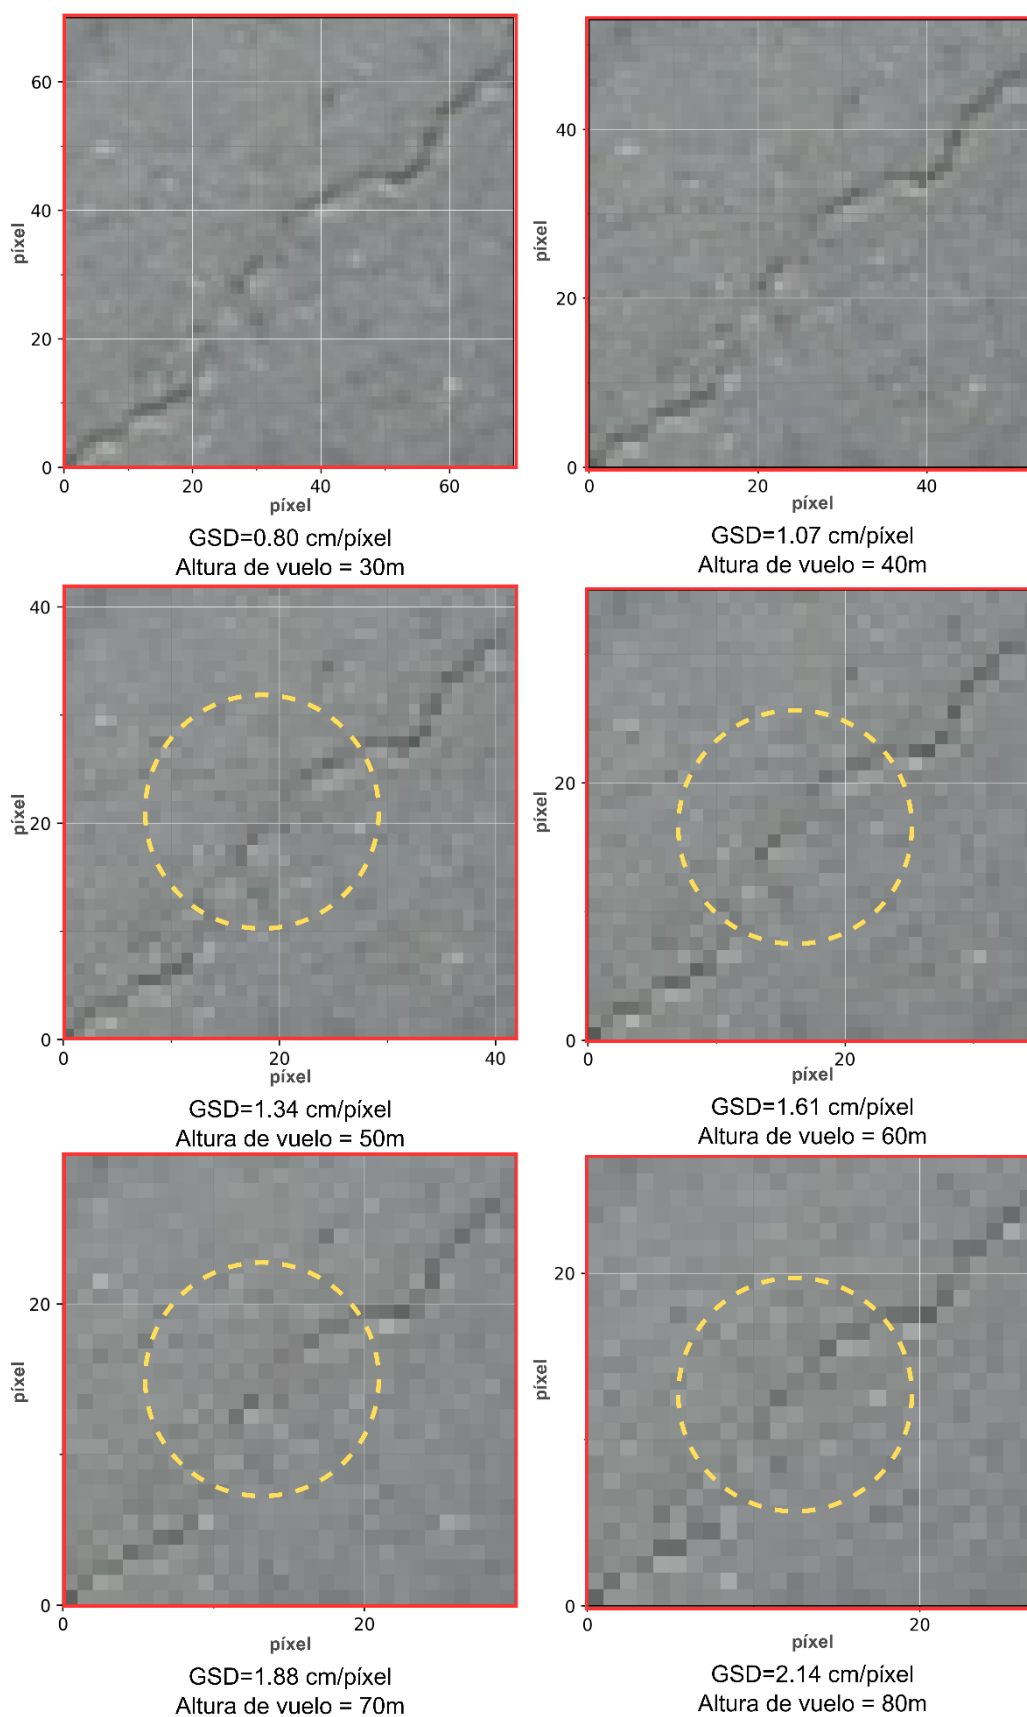 60
40
20
0
píxel
0 20 40 60
píxel
GSD=0.80 cm/píxel
Altura de vuelo = 30m
40
20
0
píxel
0 20 40
píxel
GSD=1.07 cm/píxel
Altura de vuelo = 40m
40
20
0
píxel
0 20 40
píxel
GSD=1.34 cm/píxel
Altura de vuelo = 50m
20
0
píxel
0 20
píxel
GSD=1.61 cm/píxel
Altura de vuelo = 60m
20
0
píxel
0 20
píxel
GSD=1.88 cm/píxel
Altura de vuelo = 70m
20
0
píxel
0 20
píxel
GSD=2.14 cm/píxel
Altura de vuelo = 80m